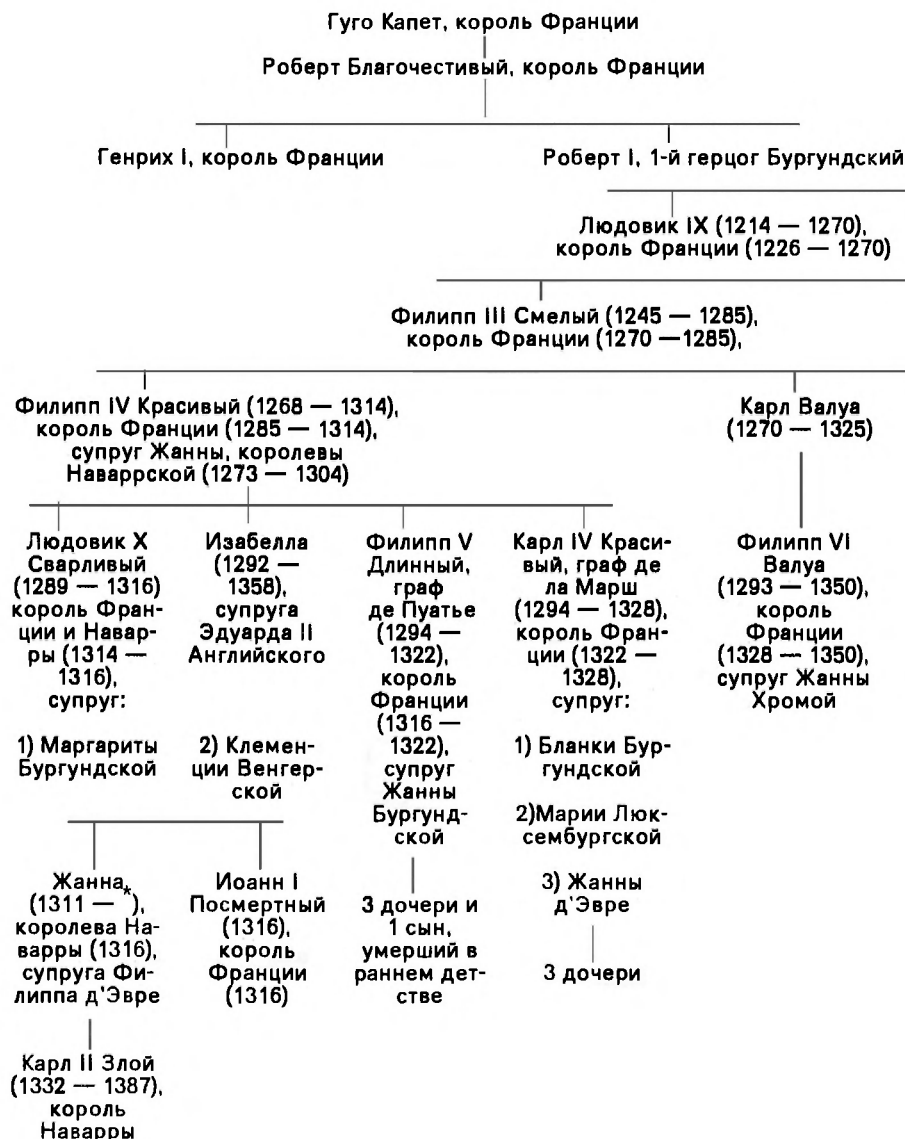 Гуго Капет, король Франции
Роберт Благочестивый, король Франции
Генрих I, король Франции
Роберт I, 1-й герцог Бургундский
Людовик IX (1214 — 1270),
король Франции (1226 — 1270)
Филипп III Смелый (1245 — 1285),
король Франции (1270 —1285),
Филипп IV Красивый (1268 — 1314),
король Франции (1285 — 1314),
супруг Жанны, королевы
Наваррской (1273 — 1304)
Карл Валуа
(1270 — 1325)
Людовик X
Сварливый
(1289 — 1316)
король Фран-
ции и Навар-
ры (1314 —
1316),
супруг:
1) Маргариты
Бургундской
Изабелла
(1292 —
1358),
супруга
Эдуарда II
Английского
2) Клемен-
ции Венгер-
ской
Филипп V
Длинный,
граф
де Пуатье
(1294 —
1322),
король
Франции
(1316 —
1322),
супруг
Жанны
Бургунд-
ской
Карл IV Краси-
вый, граф де
ла Марш
(1294 — 1328),
король Фран-
ции (1322 —
1328),
супруг:
1) Бланки Бур-
гундской
2)Марии Люк-
сембургской
3) Жанны
д'Эвре
Филипп VI
Валуа
(1293 — 1350),
король
Франции
(1328 — 1350),
супруг Жанны
Хромой
Жанна
(1311 — *),
королева На-
варры (1316),
супруга Фи-
липпа д'Эвре
Иоанн I
Посмертный
(1316),
король
Франции
(1316)
3 дочери и
1 сын,
умерший в
раннем дет-
стве
3 дочери
Карл II Злой
(1332 — 1387),
король
Наварры